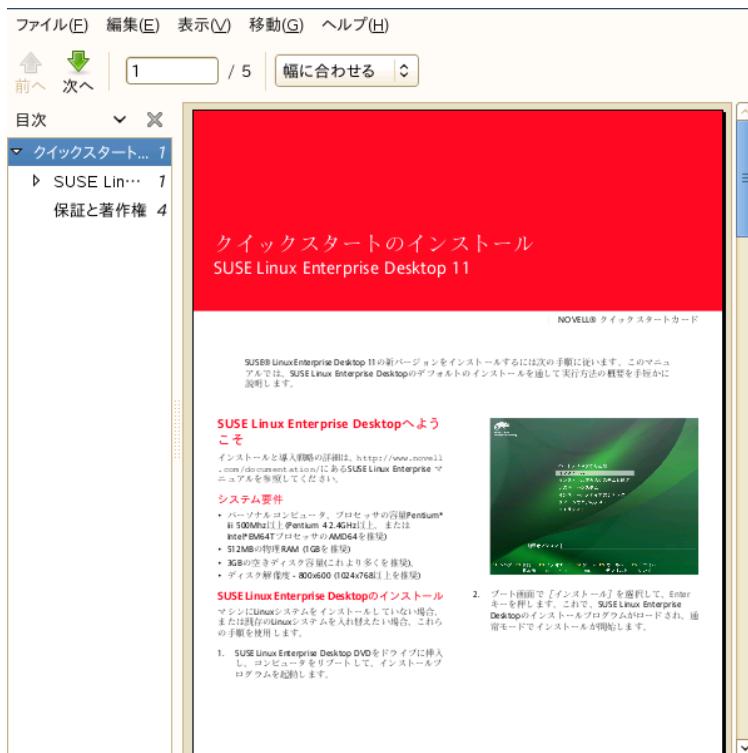 ファイル(F) 編集(E) 表示(V) 移動(G) ヘルプ(H)
前へ 次へ 1 / 5 幅に合わせる
目次
クイックスタート... 1
SUSE Lin… 1
保証と著作権 4
クイックスタートのインストール
SUSE Linux Enterprise Desktop 11
NOVELL® クイックスタートカード
SUSE® Linux Enterprise Desktop 11の新バージョンをインストールするには次の手順に従います。このマニュ
アルでは、SUSE Linux Enterprise Desktopのデフォルトのインストールを通して実行方法の概要を手短かに
説明します。
SUSE Linux Enterprise Desktopへよう
こそ
インストールと導入戦略の詳細は、http://www.novell
.com/documentation/にあるSUSE Linux Enterprise マ
ニュアルを参照してください。
システム要件
• パーソナルコンピュータ、プロセッサの容量Pentium*
III 500Mhz以上 (Pentium 4 2.4GHz以上、または
Intel*EM64TプロセッサのAMD64を推奨)
• 512MBの物理RAM (1GBを推奨)
• 3GBの空きディスク容量(これより多くを推奨)、
• ディスク解像度 - 800x600 (1024x768以上を推奨)
SUSE Linux Enterprise Desktopのインストール
マシンにLinuxシステムをインストールしていない場合、
または既存のLinuxシステムを入れ替えたい場合、これら
の手順を使用します。
1. SUSE Linux Enterprise Desktop DVDをドライブに挿入
し、コンピュータをリブートして、インストールプ
ログラムを起動します。
2. ブート画面で［インストール］を選択して、Enter
キーを押します。これで、SUSE Linux Enterprise
Desktopのインストールプログラムがロードされ、通
常モードでインストールが開始します。